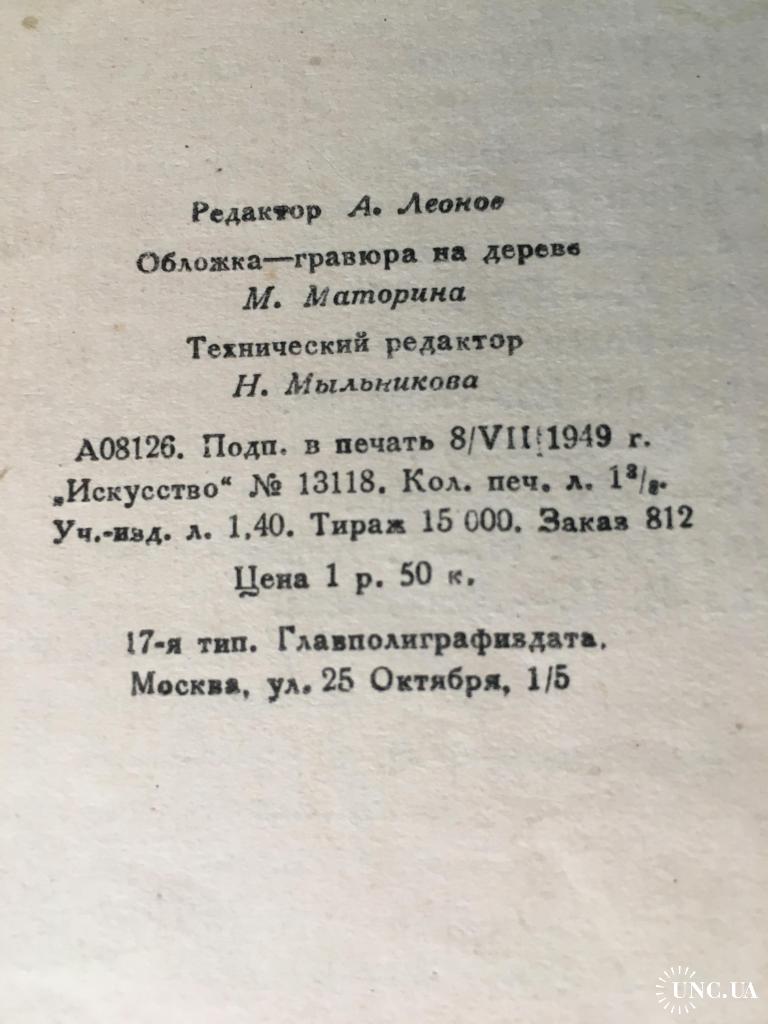 Редактор А. Леонов
Обложка—гравюра на дереве
М. Маторина
Технический редактор
Н. Мыльникова
А08126. Подп. в печать 8/VII 1949 г.
„Искусство“ № 13118. Кол. печ. л.
Уч.-изд. л. 1,40. Тираж 15 000. Заказ 812
Цена 1 р. 50 к.
17-я тип. Главполиграфиздата.
Москва, ул. 25 Октября, 1/5
UNC.UA